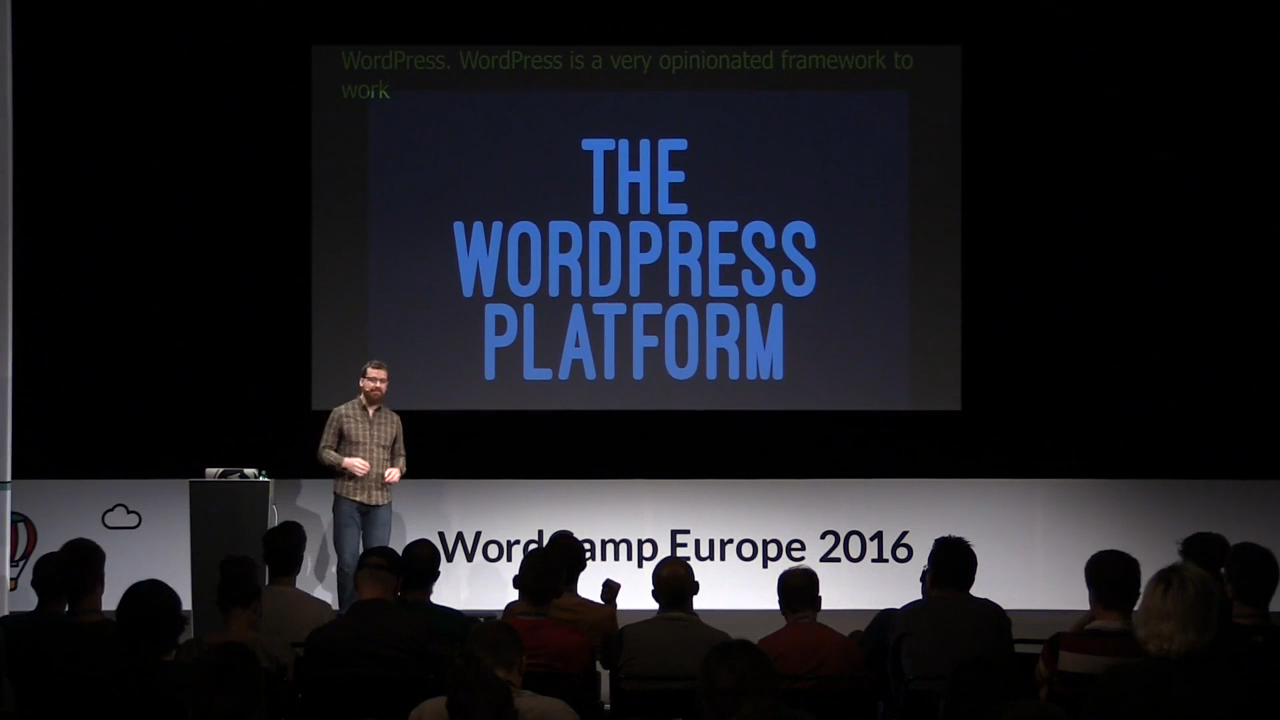 WordPress. WordPress is a very opinionated framework to
work
THE
WORDPRESS
PLATFORM
WordCamp Europe 2016